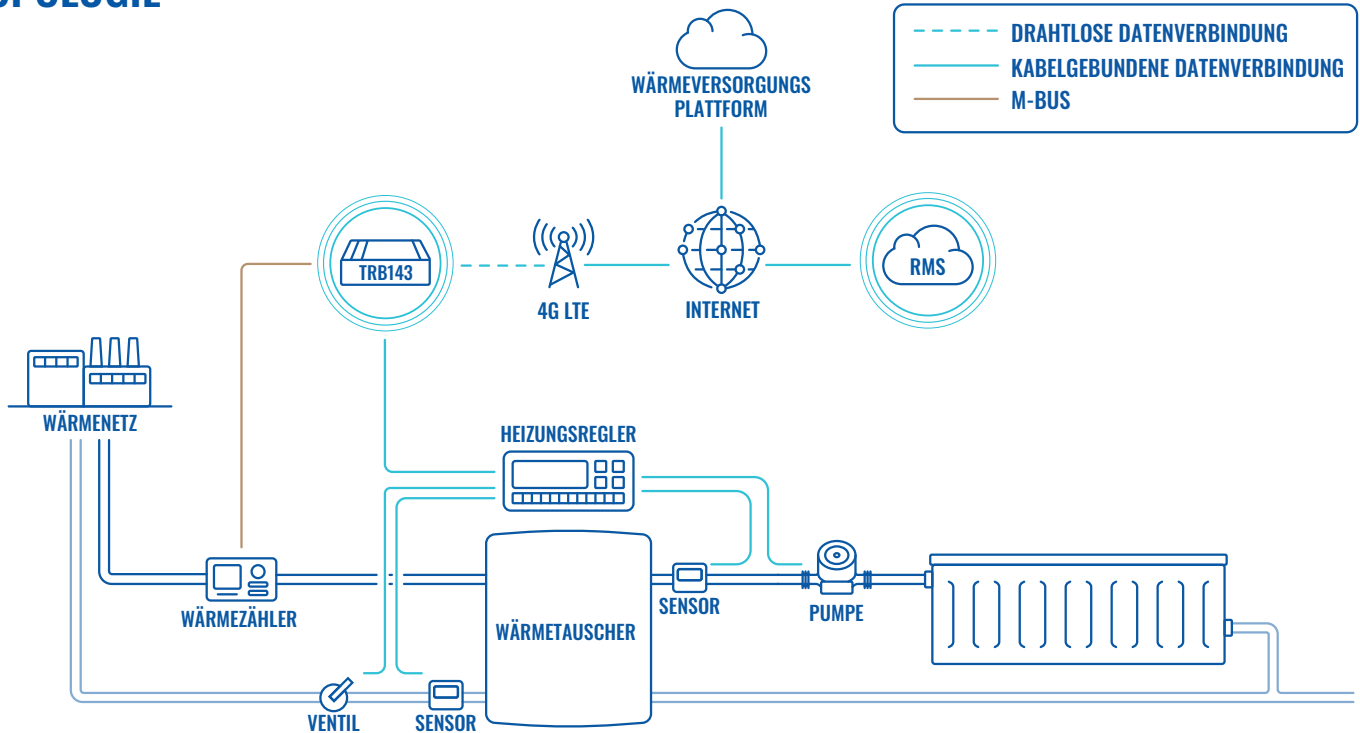 WÄRMEVERSORGUNGS
PLATTFORM
DRAHTLOSE DATENVERBINDUNG
KABELGEBUNDENE DATENVERBINDUNG
M-BUS
TRB143
4G LTE
INTERNET
RMS
WÄRMENETZ
HEIZUNGSREGLER
WÄRMEZÄHLER
WÄRMETAUSCHER
SENSOR
PUMPE
VENTIL
SENSOR